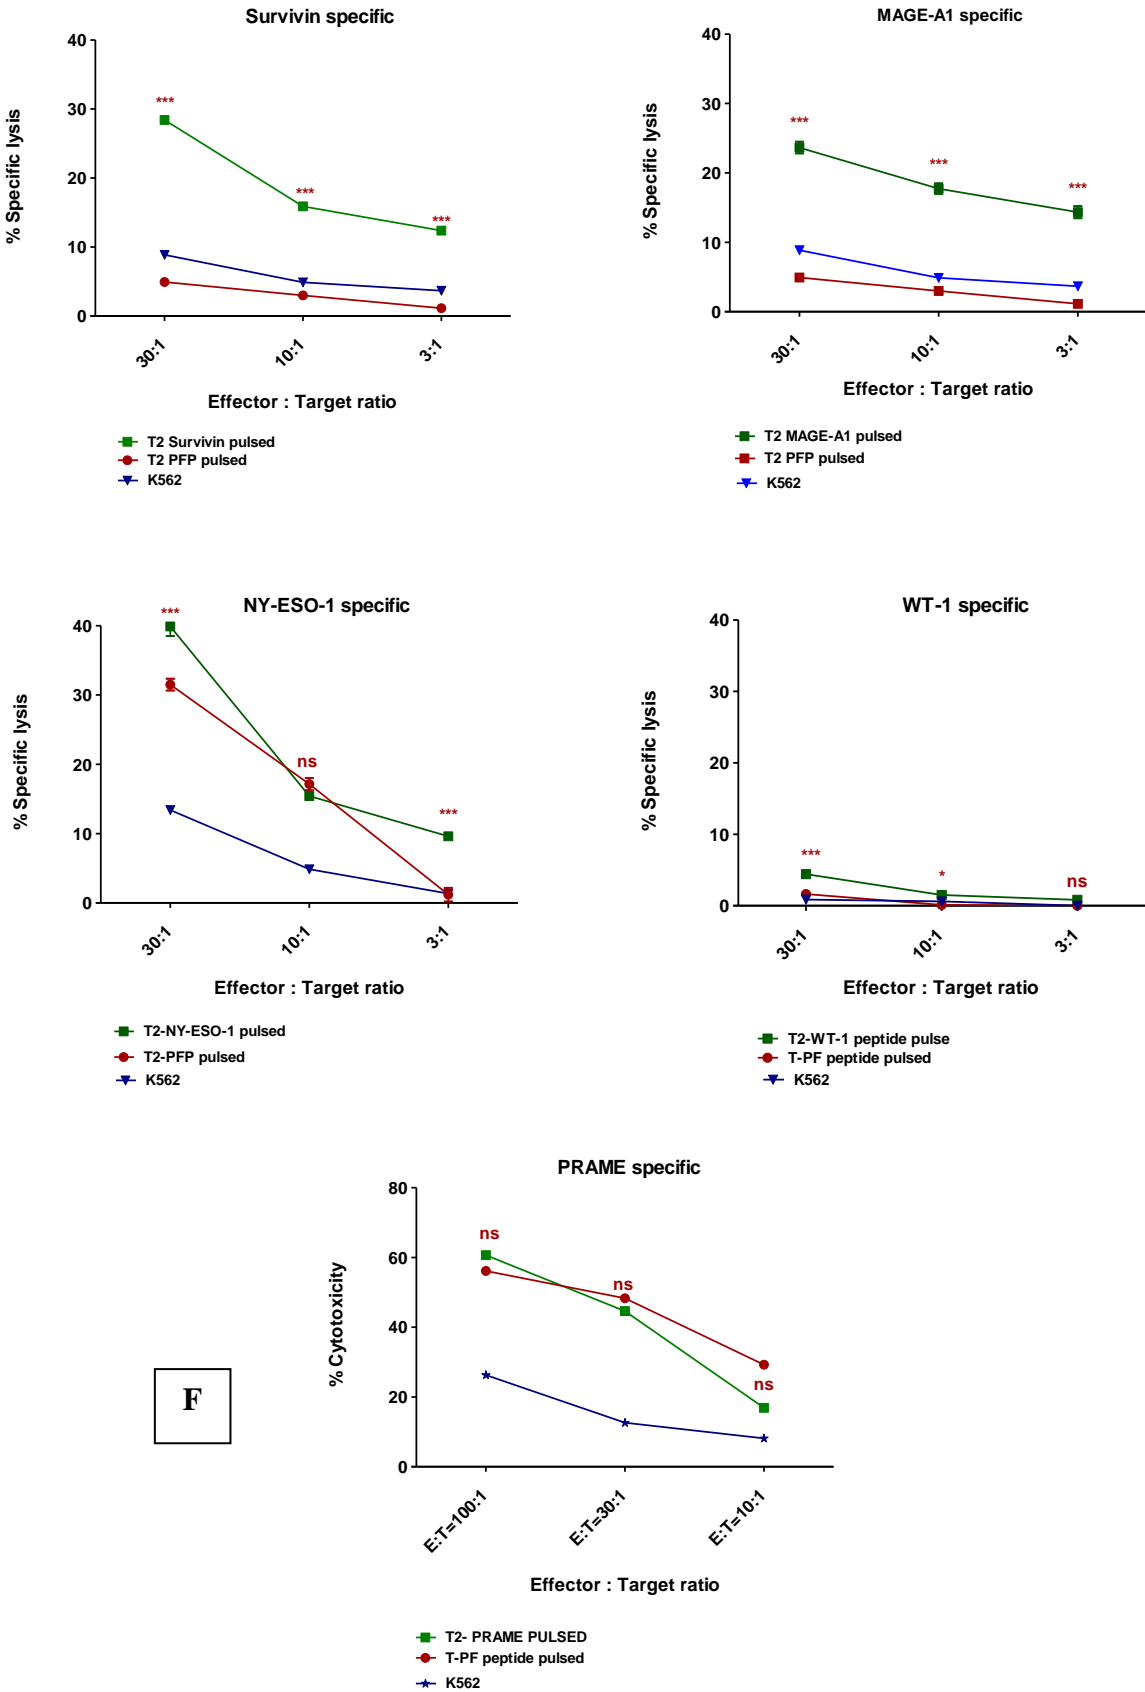 Survivin specific
40
30
20
10
0
% Specific lysis
***
***
***
30:1
10:1
3:1
Effector : Target ratio
T2 Survivin pulsed
T2 PFP pulsed
K562
MAGE-A1 specific
40
30
20
10
0
% Specific lysis
***
***
***
30:1
10:1
3:1
Effector : Target ratio
T2 MAGE-A1 pulsed
T2 PFP pulsed
K562
NY-ESO-1 specific
40
30
20
10
0
% Specific lysis
***
ns
***
30:1
10:1
3:1
Effector : Target ratio
T2-NY-ESO-1 pulsed
T2-PFP pulsed
K562
WT-1 specific
40
30
20
10
0
% Specific lysis
***
*
ns
30:1
10:1
3:1
Effector : Target ratio
T2-WT-1 peptide pulse
T-PF peptide pulsed
K562
F
PRAME specific
80
60
40
20
0
% Cytotoxicity
ns
ns
ns
E:T=100:1
E:T=30:1
E:T=10:1
Effector : Target ratio
T2- PRAME PULSED
T-PF peptide pulsed
K562